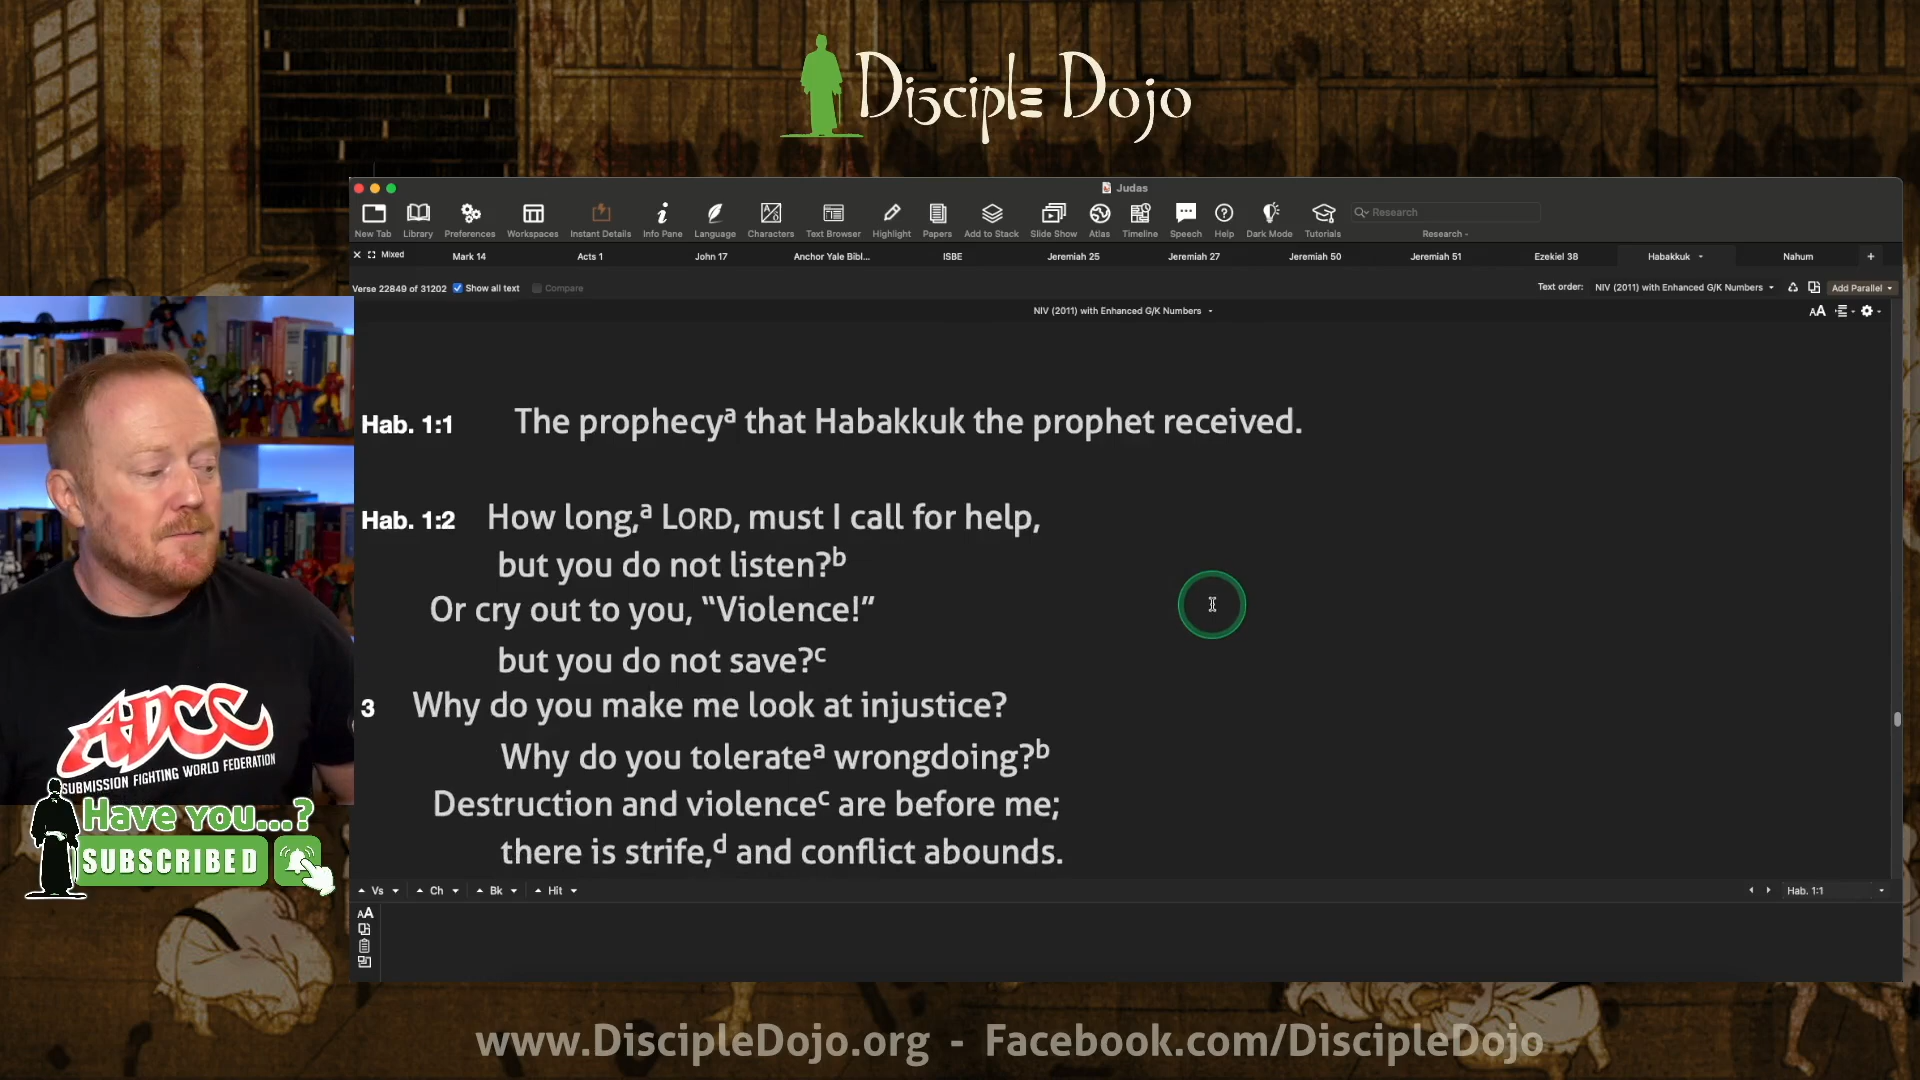 Disciple Dojo
Judas
New Tab Library Preferences Workspaces Instant Details Info Pane Language Characters Text Browser Highlight Papers Add to Stack Slide Show Atlas Timeline Speech Help Dark Mode Tutorials Research
Research
Mixed Mark 14 Acts 1 John 17 Anchor Yale Bibl... ISBE Jeremiah 25 Jeremiah 27 Jeremiah 50 Jeremiah 51 Ezekiel 38 Habakkuk Nahum +
Verse 22849 of 31202 Show all text Compare Text order: NIV (2011) with Enhanced G/K Numbers Add Parallel
NIV (2011) with Enhanced G/K Numbers AA
Hab. 1:1 The prophecyᵃ that Habakkuk the prophet received.
Hab. 1:2 How long,ᵃ LORD, must I call for help,
but you do not listen?ᵇ
Or cry out to you, “Violence!”
but you do not save?ᶜ
3 Why do you make me look at injustice?
Why do you tolerateᵃ wrongdoing?ᵇ
Destruction and violenceᶜ are before me;
there is strife,ᵈ and conflict abounds.
Vs Ch Bk Hit Hab. 1:1
AA
ADCC
SUBMISSION FIGHTING WORLD FEDERATION
Have you...?
SUBSCRIBED
www.DiscipleDojo.org - Facebook.com/DiscipleDojo